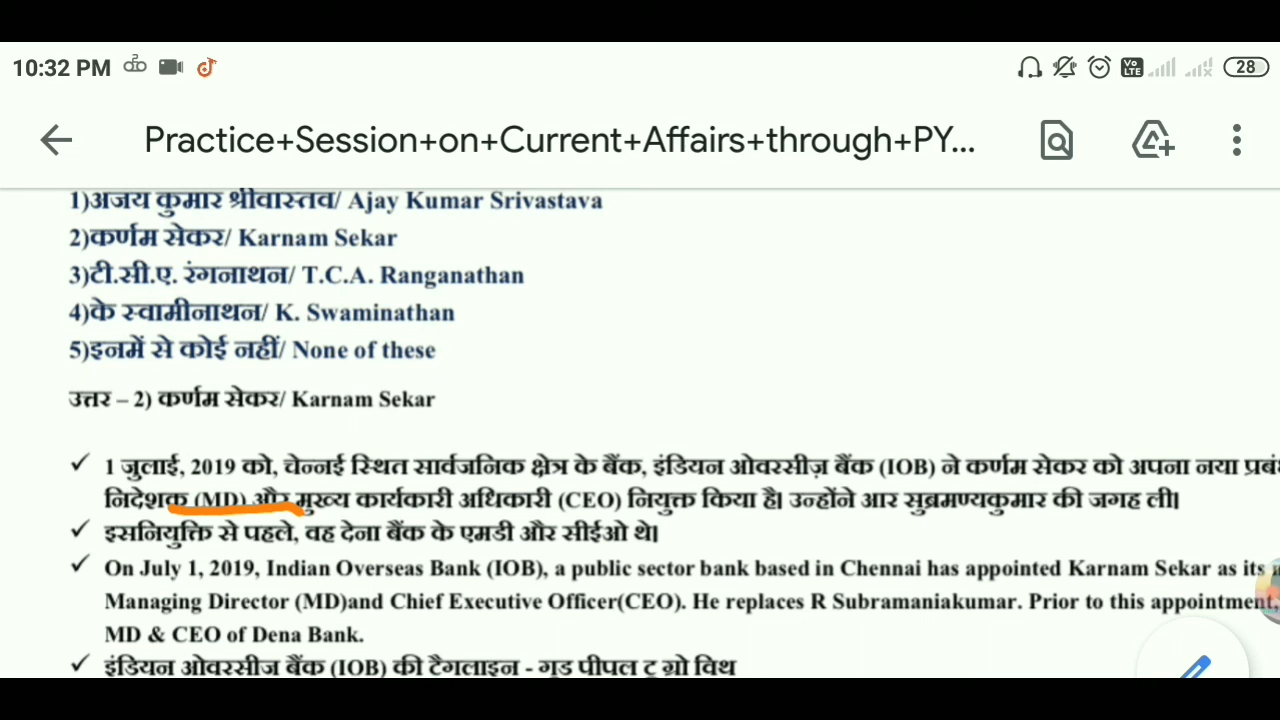 10:32 PM
Vo LTE
28
Practice+Session+on+Current+Affairs+through+PY...
1)अजय कुमार श्रीवास्तव/ Ajay Kumar Srivastava
2)कर्णम सेकर/ Karnam Sekar
3)टी.सी.ए. रंगनाथन/ T.C.A. Ranganathan
4)के स्वामीनाथन/ K. Swaminathan
5)इनमें से कोई नहीं/ None of these
उत्तर – 2) कर्णम सेकर/ Karnam Sekar
✓ 1 जुलाई, 2019 को, चेन्नई स्थित सार्वजनिक क्षेत्र के बैंक, इंडियन ओवरसीज़ बैंक (IOB) ने कर्णम सेकर को अपना नया प्रबं
निदेशक (MD) और मुख्य कार्यकारी अधिकारी (CEO) नियुक्त किया है। उन्होंने आर सुब्रमण्यकुमार की जगह ली।
✓ इसनियुक्ति से पहले, वह देना बैंक के एमडी और सीईओ थे।
✓ On July 1, 2019, Indian Overseas Bank (IOB), a public sector bank based in Chennai has appointed Karnam Sekar as its
Managing Director (MD)and Chief Executive Officer(CEO). He replaces R Subramaniakumar. Prior to this appointment,
MD & CEO of Dena Bank.
✓ इंडियन ओवरसीज बैंक (IOB) की टैगलाइन - गुड पीपल टू ग्रो विथ